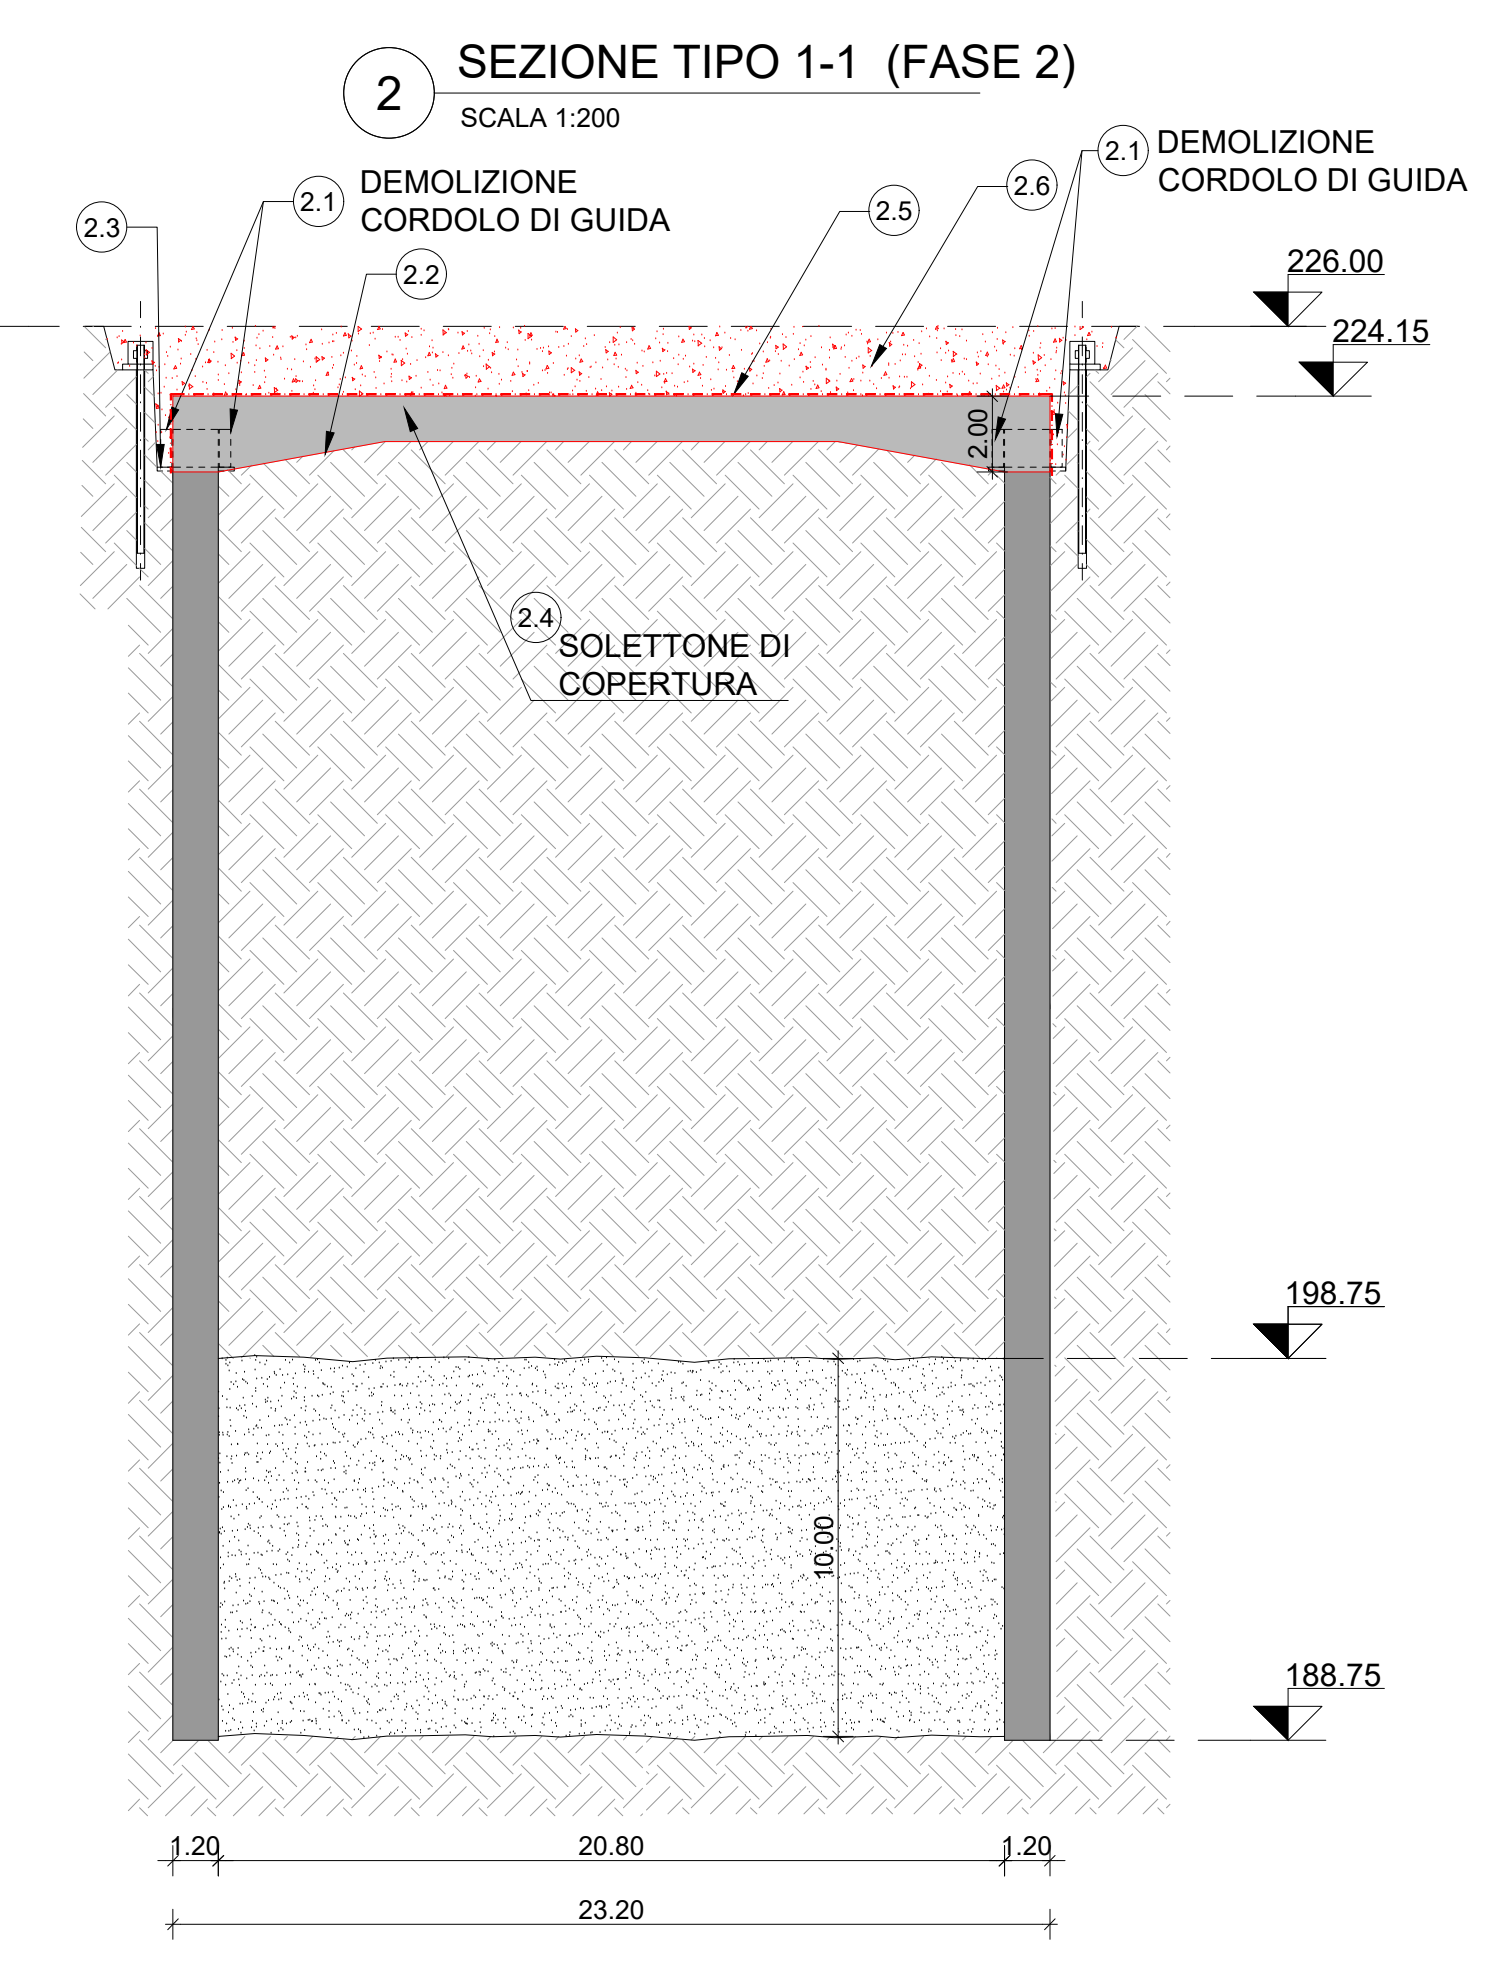 2
SEZIONE TIPO 1-1 (FASE 2)
SCALA 1:200
2.1
DEMOLIZIONE
CORDOLO DI GUIDA
2.6
2.1
DEMOLIZIONE
CORDOLO DI GUIDA
2.5
2.3
2.2
226.00
224.15
2.00
2.4
SOLETTONE DI
COPERTURA
198.75
10.00
188.75
1.20
20.80
1.20
23.20